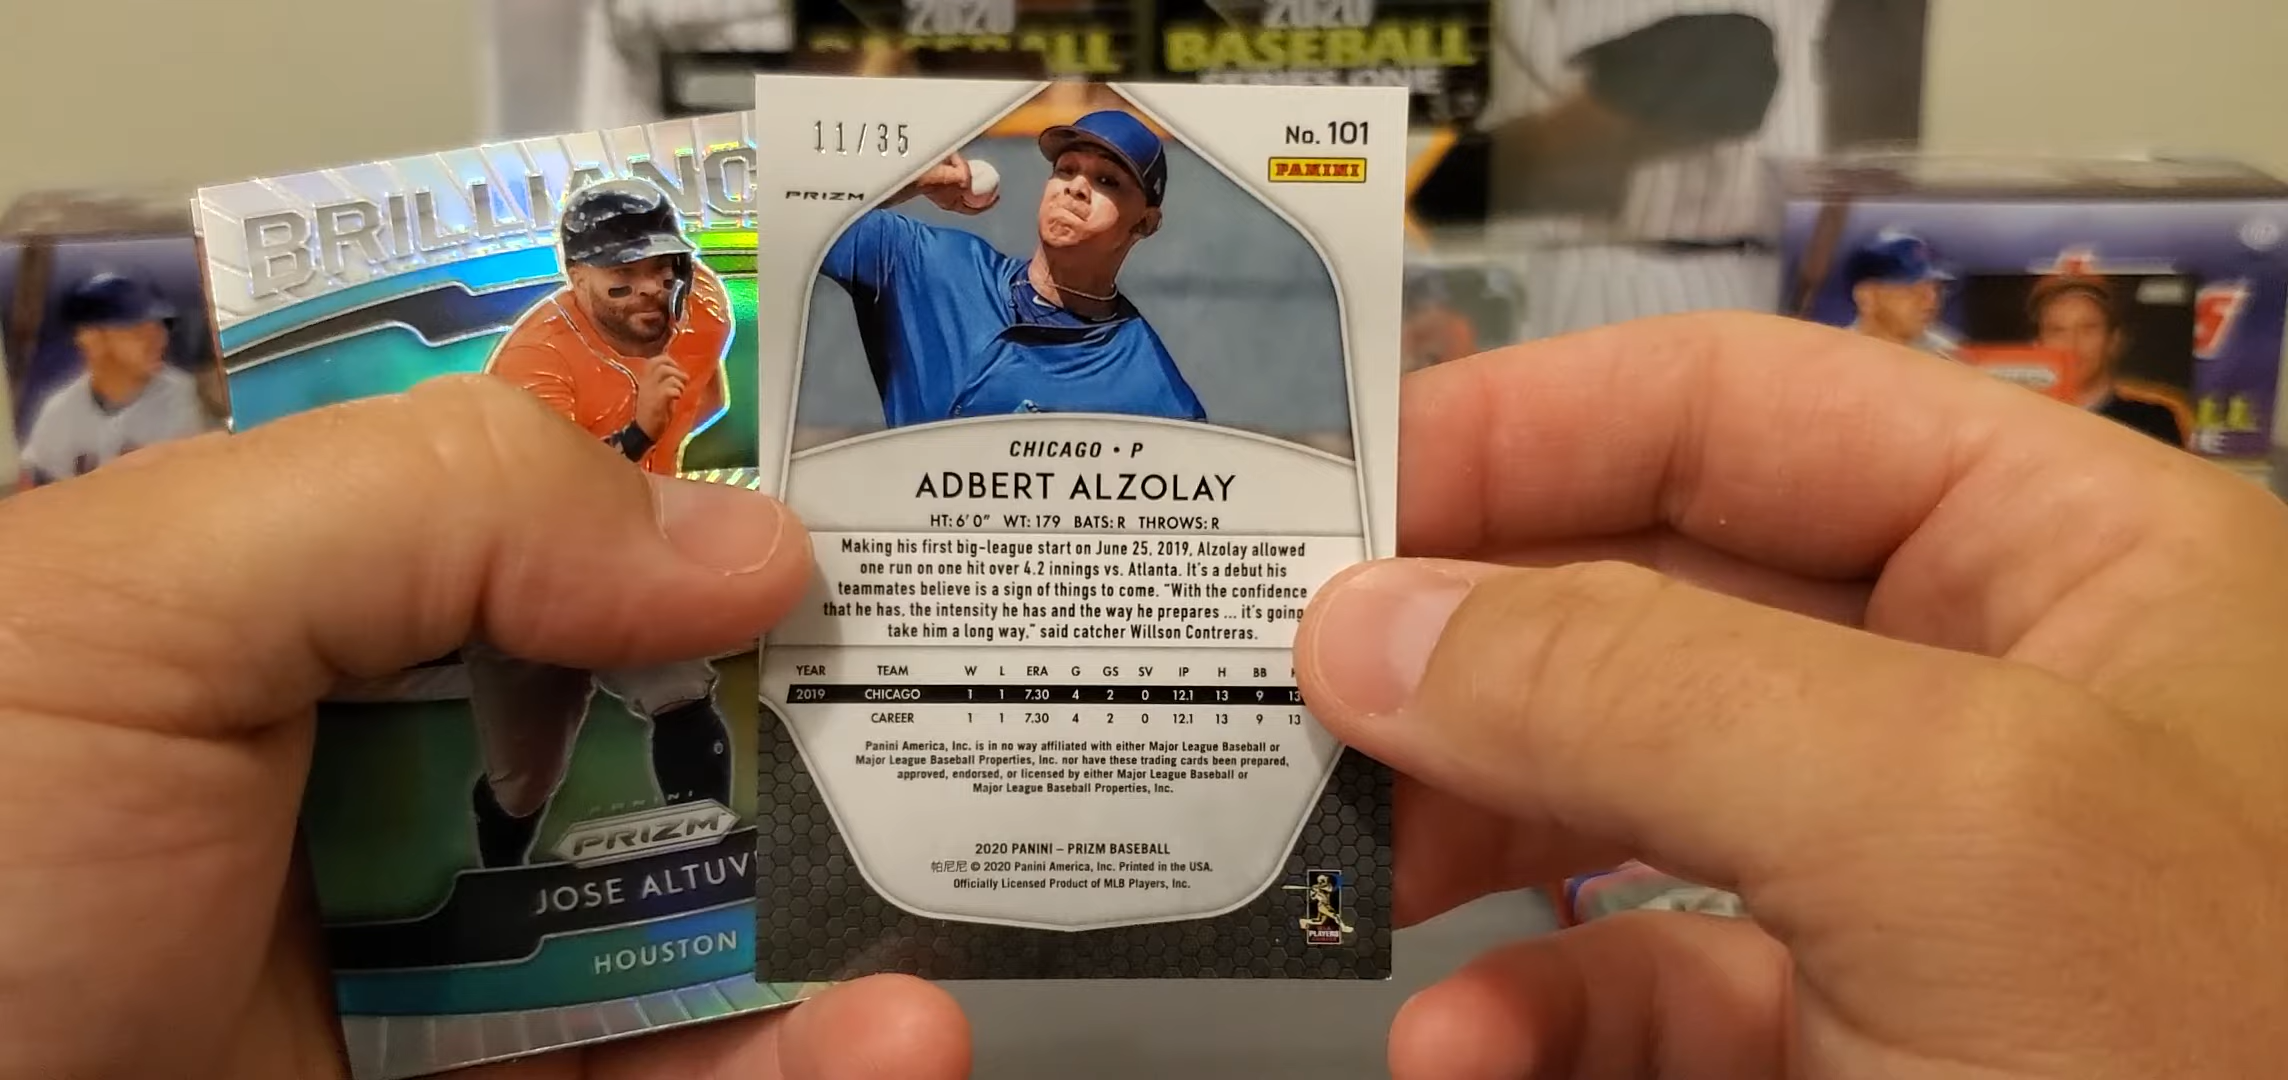 2020
BASEBALL
2020
BASEBALL
SERIES ONE
BRILLIANC
PANINI
PRIZM
JOSE ALTUV
HOUSTON
11/35
PRIZM
No. 101
PANINI
CHICAGO • P
ADBERT ALZOLAY
HT: 6' 0" WT: 179 BATS: R THROWS: R
Making his first big-league start on June 25, 2019, Alzolay allowed
one run on one hit over 4.2 innings vs. Atlanta. It's a debut his
teammates believe is a sign of things to come. "With the confidence
that he has, the intensity he has and the way he prepares ... it's going
take him a long way," said catcher Willson Contreras.
YEAR TEAM W L ERA G GS SV IP H BB
2019 CHICAGO 1 1 7.30 4 2 0 12.1 13 9 13
CAREER 1 1 7.30 4 2 0 12.1 13 9 13
Panini America, Inc. is in no way affiliated with either Major League Baseball or
Major League Baseball Properties, Inc. nor have these trading cards been prepared,
approved, endorsed, or licensed by either Major League Baseball or
Major League Baseball Properties, Inc.
2020 PANINI – PRIZM BASEBALL
帕尼尼 © 2020 Panini America, Inc. Printed in the USA.
Officially Licensed Product of MLB Players, Inc.
PLAYERS